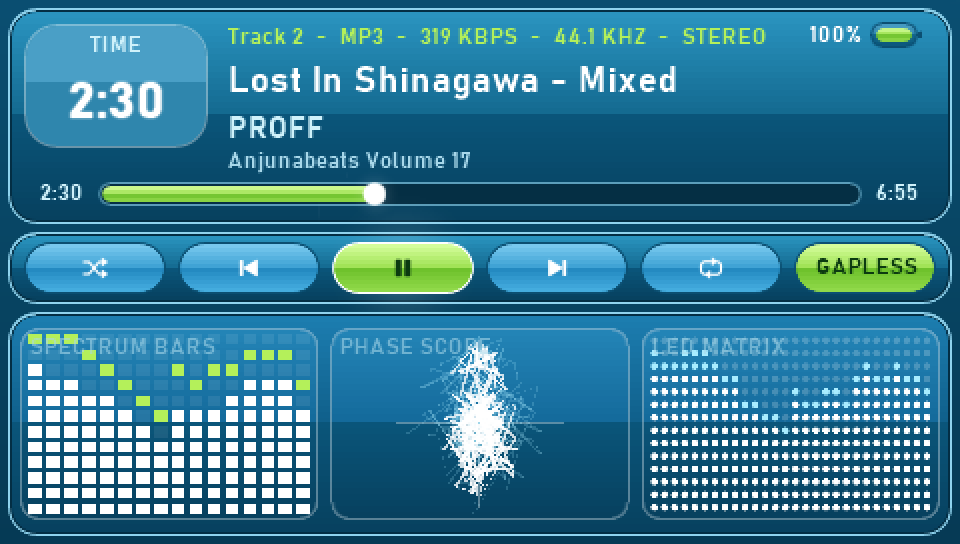 TIME
2:30
Track 2 - MP3 - 319 KBPS - 44.1 KHZ - STEREO
100%
Lost In Shinagawa - Mixed
PROFF
Anjunabeats Volume 17
2:30
6:55
GAPLESS
SPECTRUM BARS
PHASE SCOPE
LED MATRIX